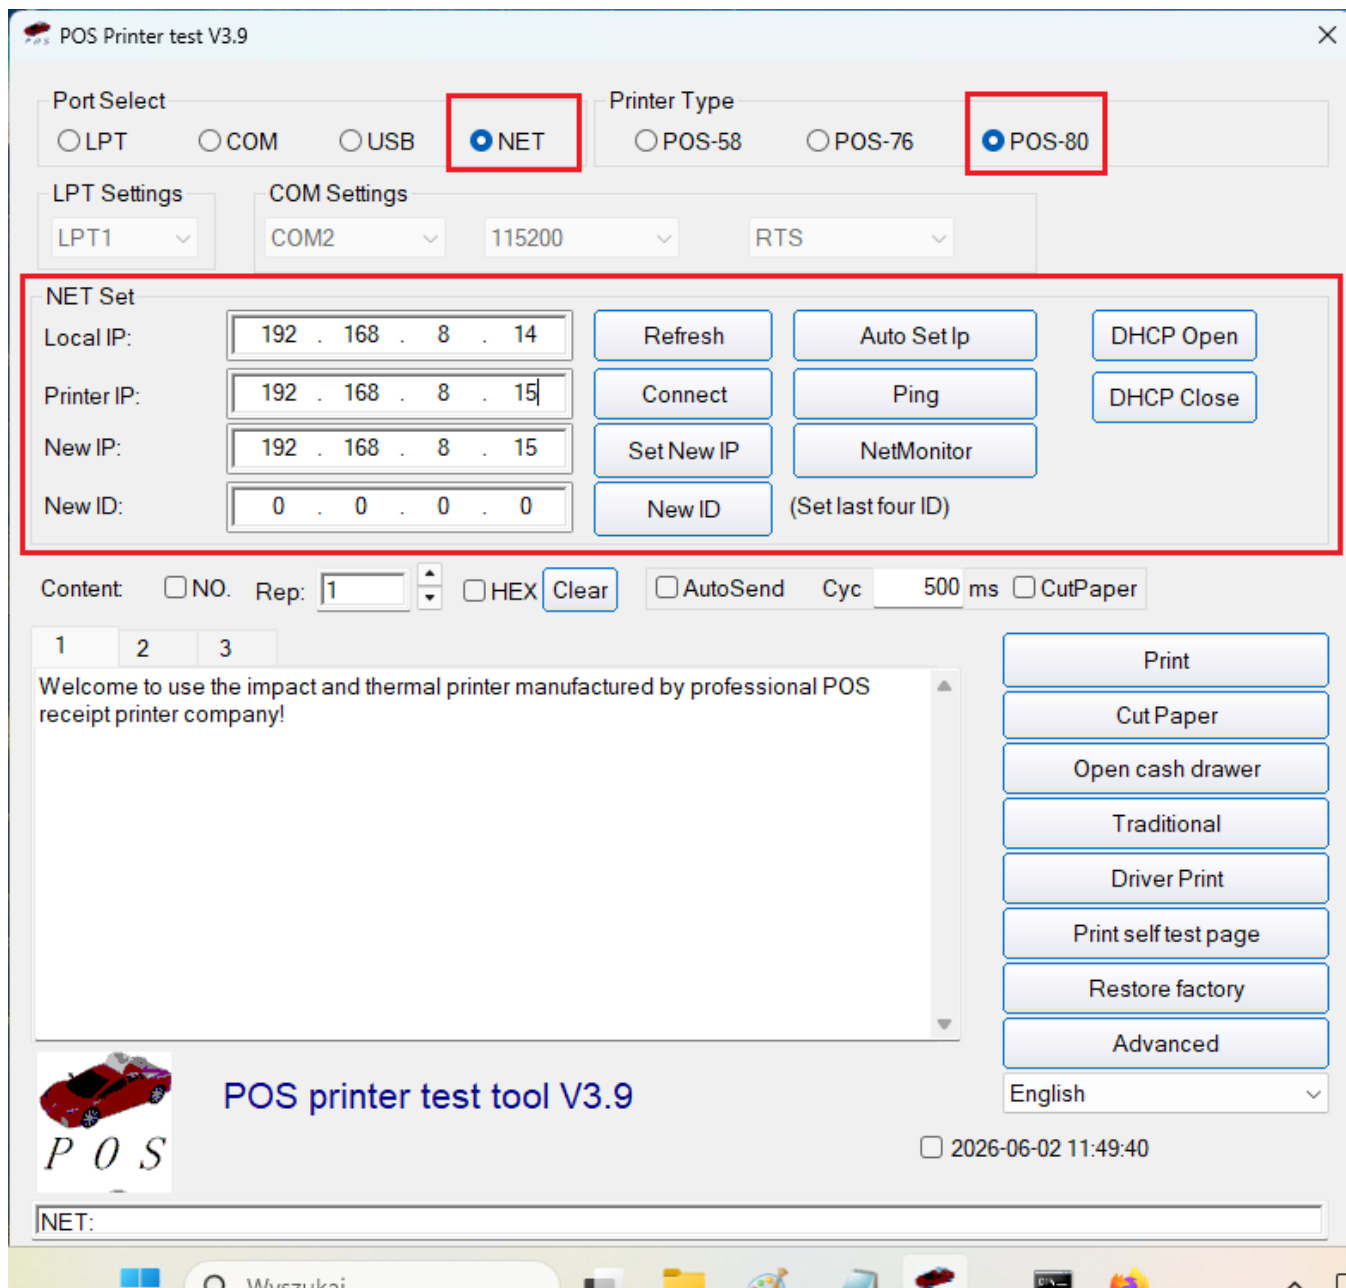 POS Printer test V3.9
Port Select
Printer Type
LPT COM USB NET POS-58 POS-76 POS-80
LPT Settings
COM Settings
LPT1 COM2 115200 RTS
NET Set
Local IP: 192 . 168 . 8 . 14 Refresh Auto Set Ip DHCP Open
Printer IP: 192 . 168 . 8 . 15 Connect Ping DHCP Close
New IP: 192 . 168 . 8 . 15 Set New IP NetMonitor
New ID: 0 . 0 . 0 . 0 New ID (Set last four ID)
Content: NO. Rep: 1 HEX Clear AutoSend Cyc 500 ms CutPaper
1 2 3
Welcome to use the impact and thermal printer manufactured by professional POS
receipt printer company!
Print
Cut Paper
Open cash drawer
Traditional
Driver Print
Print self test page
Restore factory
Advanced
English
POS
POS printer test tool V3.9
2026-06-02 11:49:40
NET:
Wyszukaj